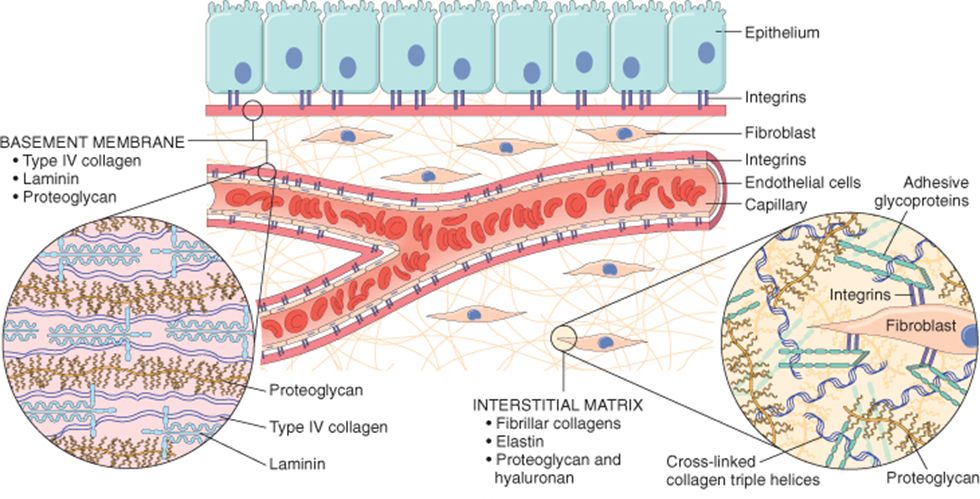 Epithelium
Integrins
Fibroblast
BASEMENT MEMBRANE
• Type IV collagen
• Laminin
• Proteoglycan
Integrins
Endothelial cells
Capillary
Adhesive
glycoproteins
Integrins
Fibroblast
Proteoglycan
Type IV collagen
Laminin
INTERSTITIAL MATRIX
• Fibrillar collagens
• Elastin
• Proteoglycan and
hyaluronan
Cross-linked
collagen triple helices
Proteoglycan